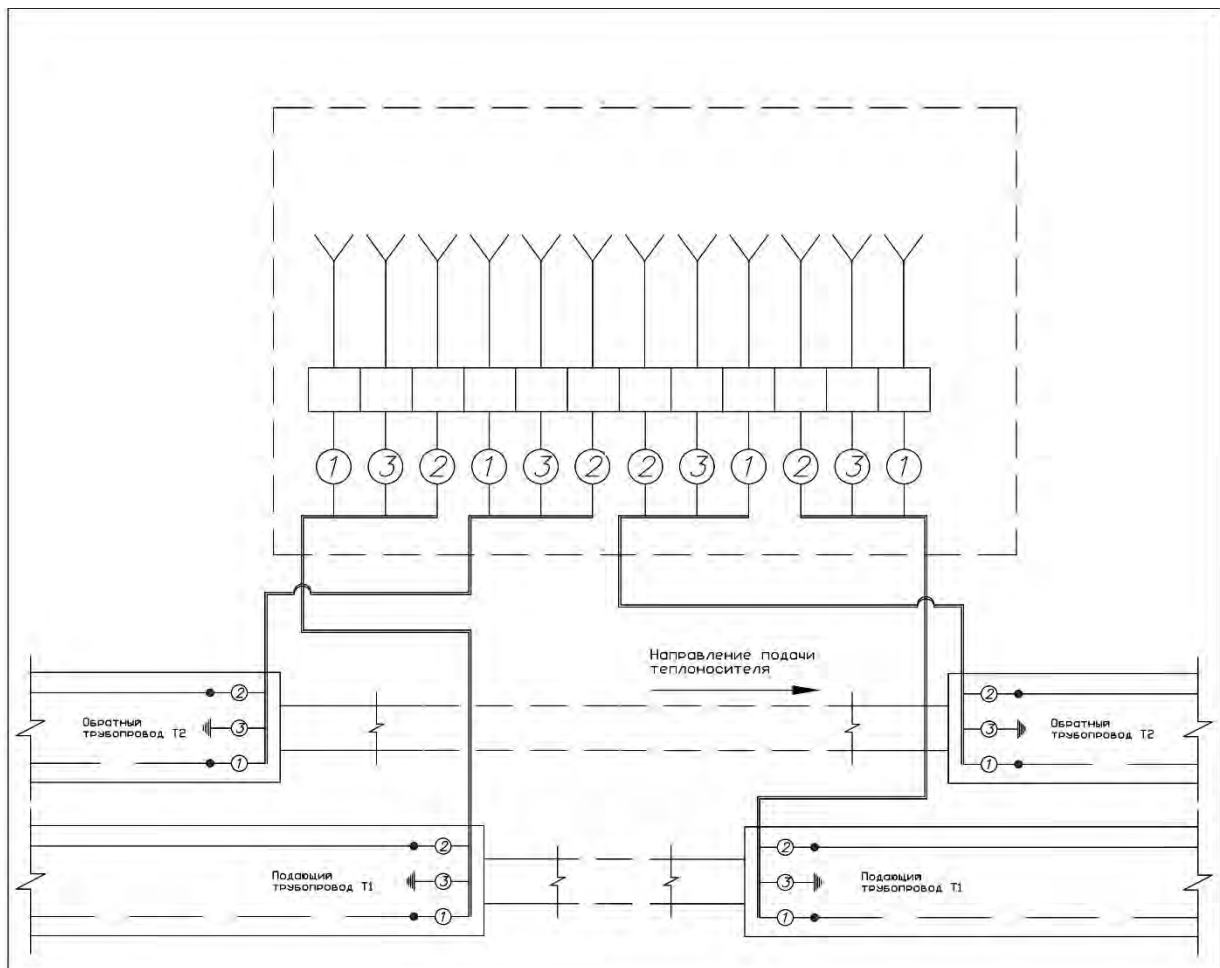 1 3 2 1 3 2 2 3 1 2 3 1
Направление подачи
теплоносителя
2
2
Обратный
трубопровод Т2
3
3
Обратный
трубопровод Т2
1
1
2
2
Подающий
трубопровод Т1
3
3
Подающий
трубопровод Т1
1
1